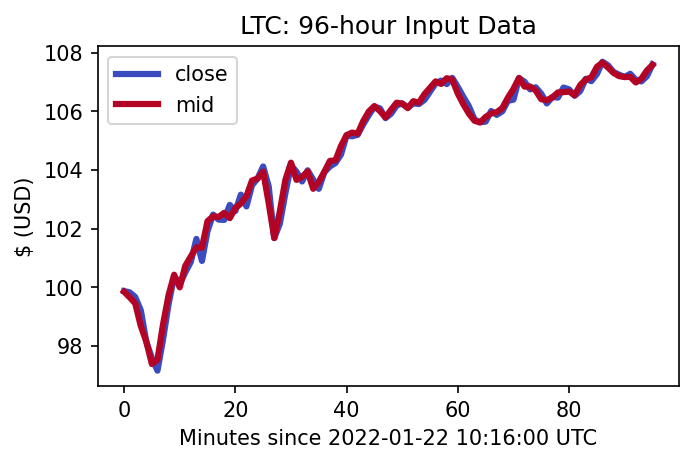 LTC: 96-hour Input Data
close
mid
$ (USD)
108
106
104
102
100
98
0 20 40 60 80
Minutes since 2022-01-22 10:16:00 UTC